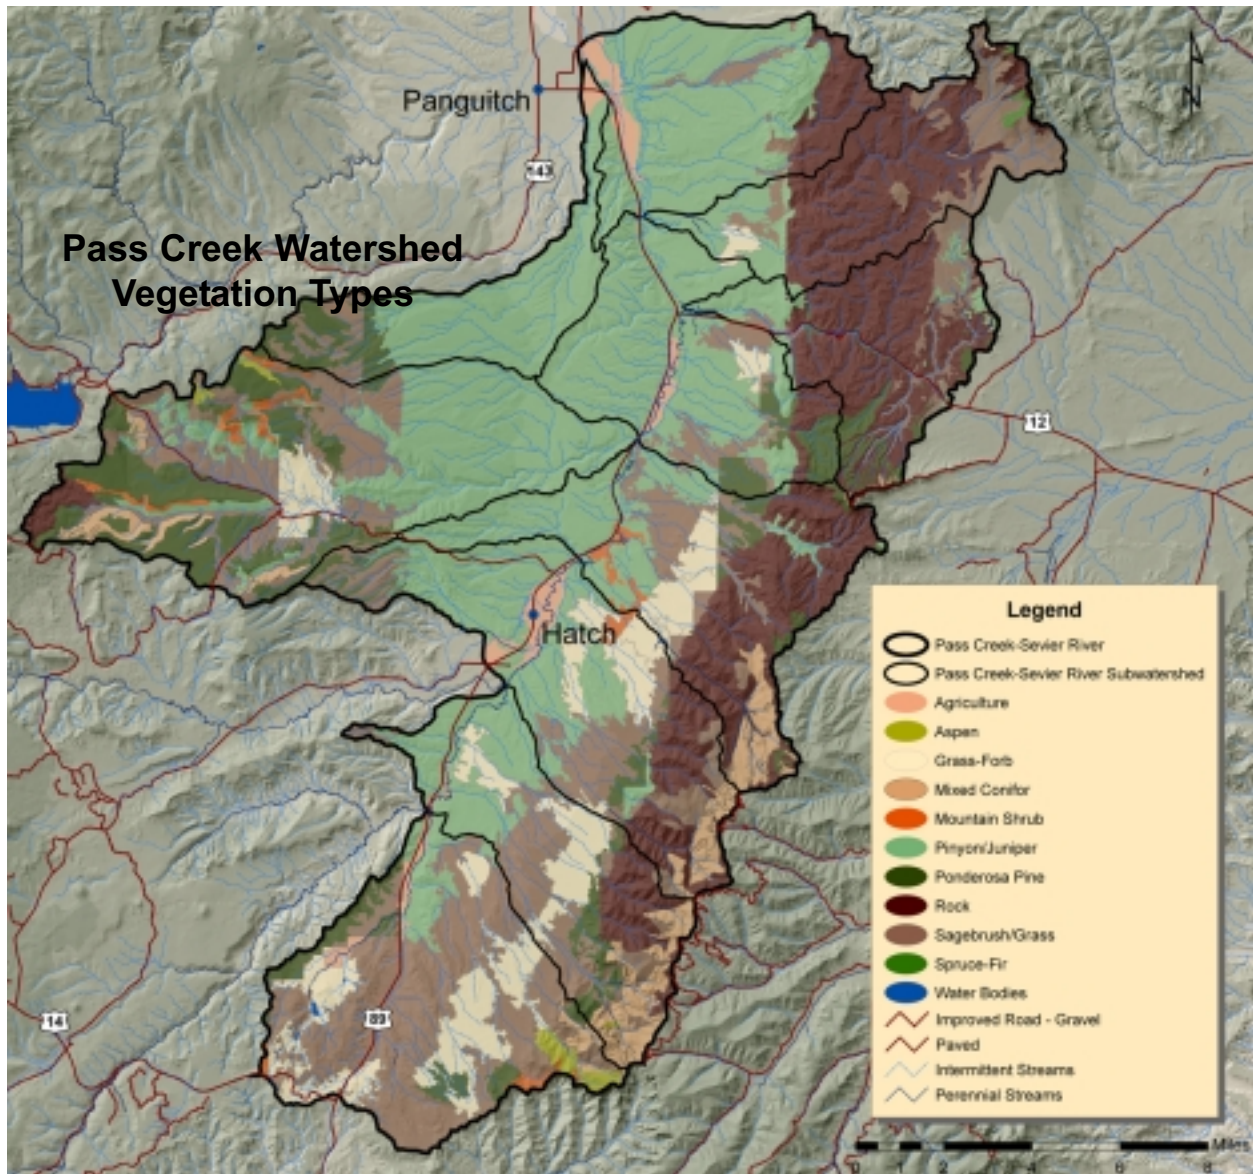 Panguitch
143
Pass Creek Watershed
Vegetation Types
12
Hatch
Legend
Pass Creek-Sevier River
Pass Creek-Sevier River Subwatershed
Agriculture
Aspen
Grass-Forb
Mixed Conifor
Mountain Shrub
Pinyon/Juniper
Ponderosa Pine
Rock
Sagebrush/Grass
Spruce-Fir
Water Bodies
Improved Road - Gravel
Paved
Intermittent Streams
Perennial Streams
14
89
Miles
0 1 2 4 6 8